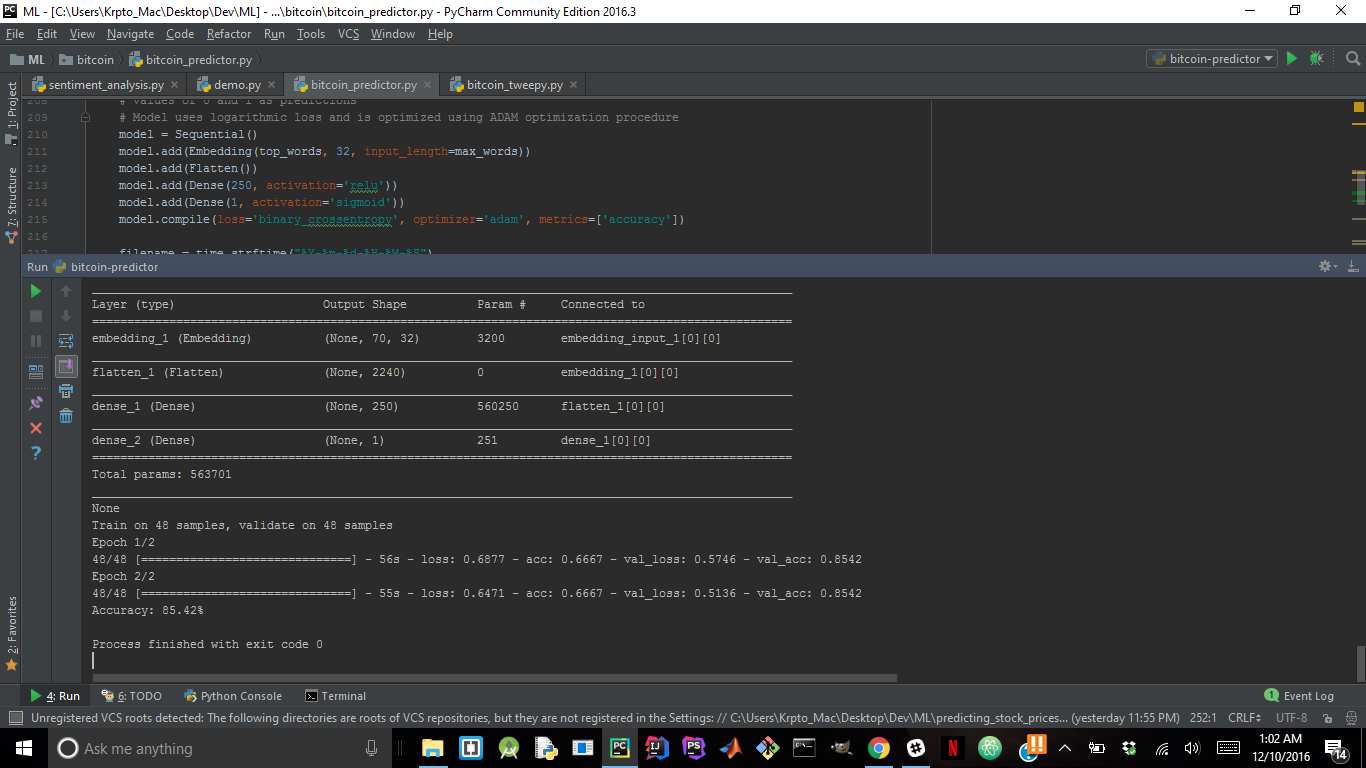 ML - [C:\Users\Krpto_Mac\Desktop\Dev\ML] - ...\bitcoin\bitcoin_predictor.py - PyCharm Community Edition 2016.3
File Edit View Navigate Code Refactor Run Tools VCS Window Help
ML bitcoin bitcoin_predictor.py
bitcoin-predictor
sentiment_analysis.py demo.py bitcoin_predictor.py bitcoin_tweepy.py
1: Project
7: Structure
2: Favorites
208 # values of 0 and 1 as predictions
209 # Model uses logarithmic loss and is optimized using ADAM optimization procedure
210 model = Sequential()
211 model.add(Embedding(top_words, 32, input_length=max_words))
212 model.add(Flatten())
213 model.add(Dense(250, activation='relu'))
214 model.add(Dense(1, activation='sigmoid'))
215 model.compile(loss='binary_crossentropy', optimizer='adam', metrics=['accuracy'])
216
217 filename = time.strftime("%Y-%m-%d-%H-%M-%S")
Run bitcoin-predictor
Layer (type) Output Shape Param # Connected to
embedding_1 (Embedding) (None, 70, 32) 3200 embedding_input_1[0][0]
flatten_1 (Flatten) (None, 2240) 0 embedding_1[0][0]
dense_1 (Dense) (None, 250) 560250 flatten_1[0][0]
dense_2 (Dense) (None, 1) 251 dense_1[0][0]
Total params: 563701
None
Train on 48 samples, validate on 48 samples
Epoch 1/2
48/48 [==============================] - 56s - loss: 0.6877 - acc: 0.6667 - val_loss: 0.5746 - val_acc: 0.8542
Epoch 2/2
48/48 [==============================] - 55s - loss: 0.6471 - acc: 0.6667 - val_loss: 0.5136 - val_acc: 0.8542
Accuracy: 85.42%
Process finished with exit code 0
4: Run 6: TODO Python Console Terminal 1 Event Log
Unregistered VCS roots detected: The following directories are roots of VCS repositories, but they are not registered in the Settings: // C:\Users\Krpto_Mac\Desktop\Dev\ML\predicting_stock_prices... (yesterday 11:55 PM) 252:1 CRLF UTF-8
Ask me anything
1:02 AM
12/10/2016
14